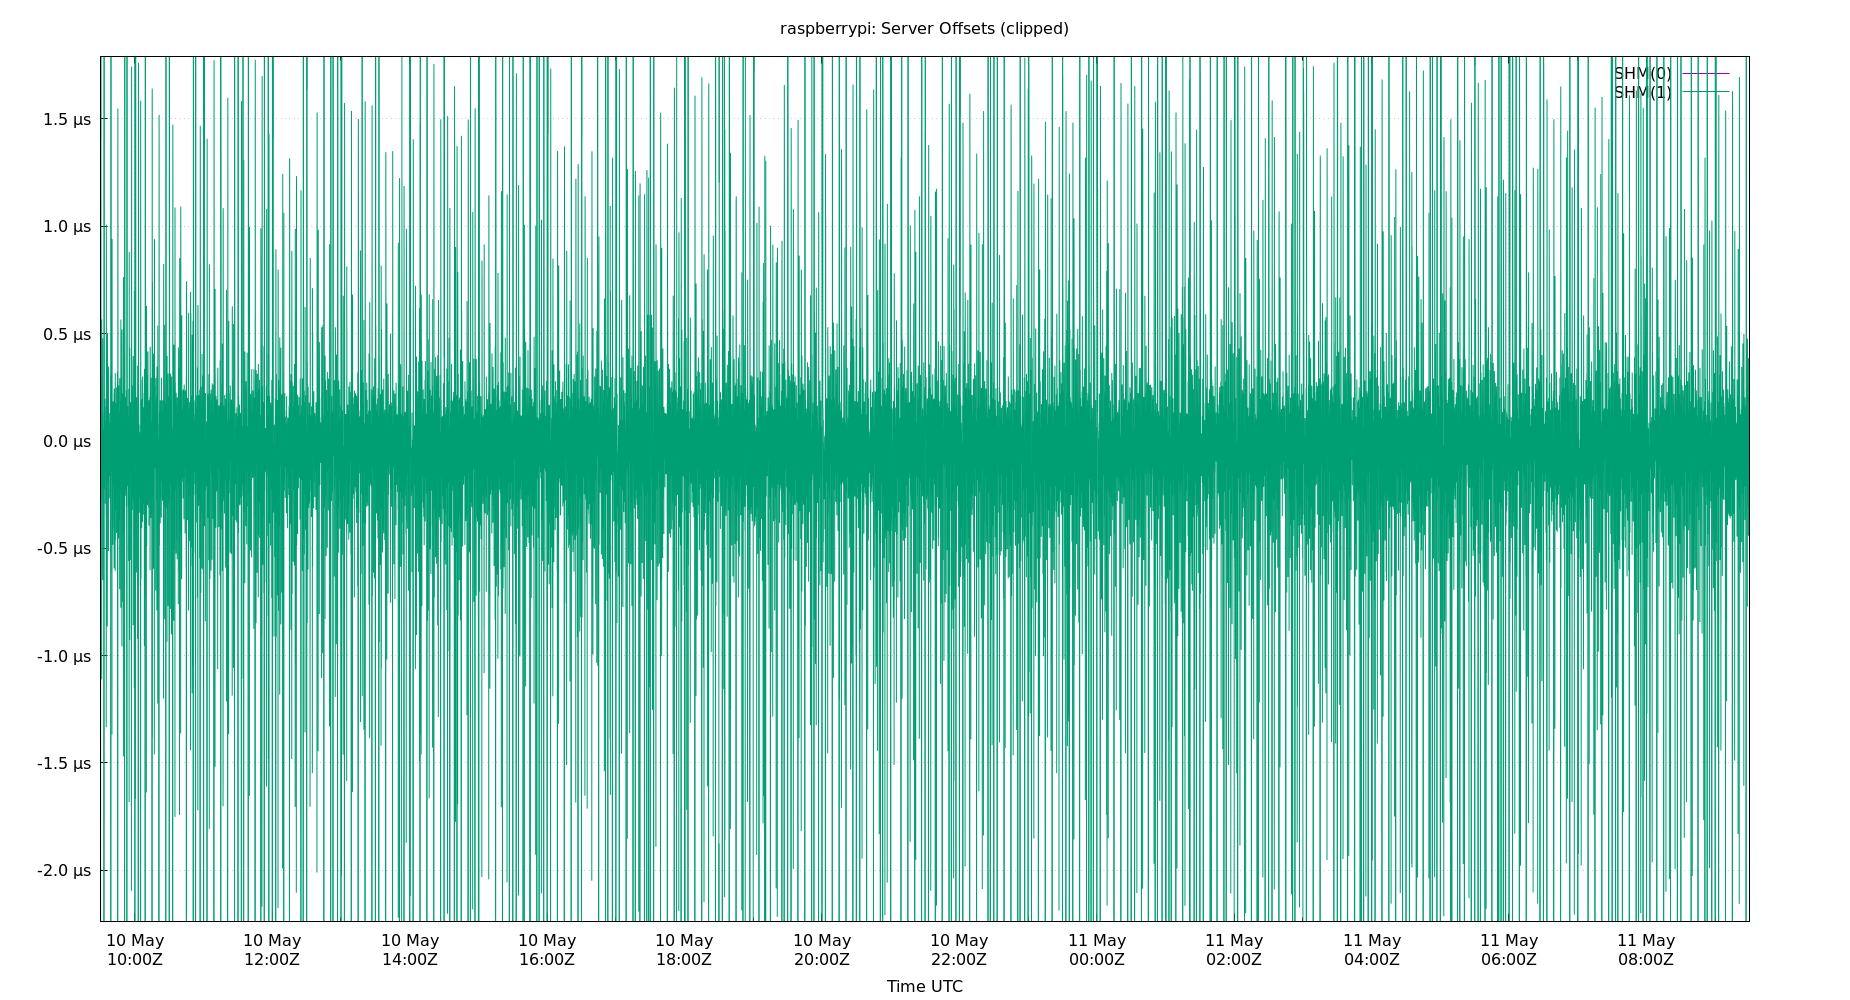 raspberrypi: Server Offsets (clipped)
SHM(0)
SHM(1)
1.5 µs
1.0 µs
0.5 µs
0.0 µs
-0.5 µs
-1.0 µs
-1.5 µs
-2.0 µs
10 May 10 May 10 May 10 May 10 May 10 May 10 May 11 May 11 May 11 May 11 May 11 May
10:00Z 12:00Z 14:00Z 16:00Z 18:00Z 20:00Z 22:00Z 00:00Z 02:00Z 04:00Z 06:00Z 08:00Z
Time UTC